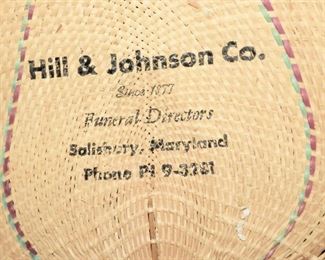 Hill & Johnson Co.
Since 1877
Funeral Directors
Salisbury, Maryland
Phone PI 9-3281